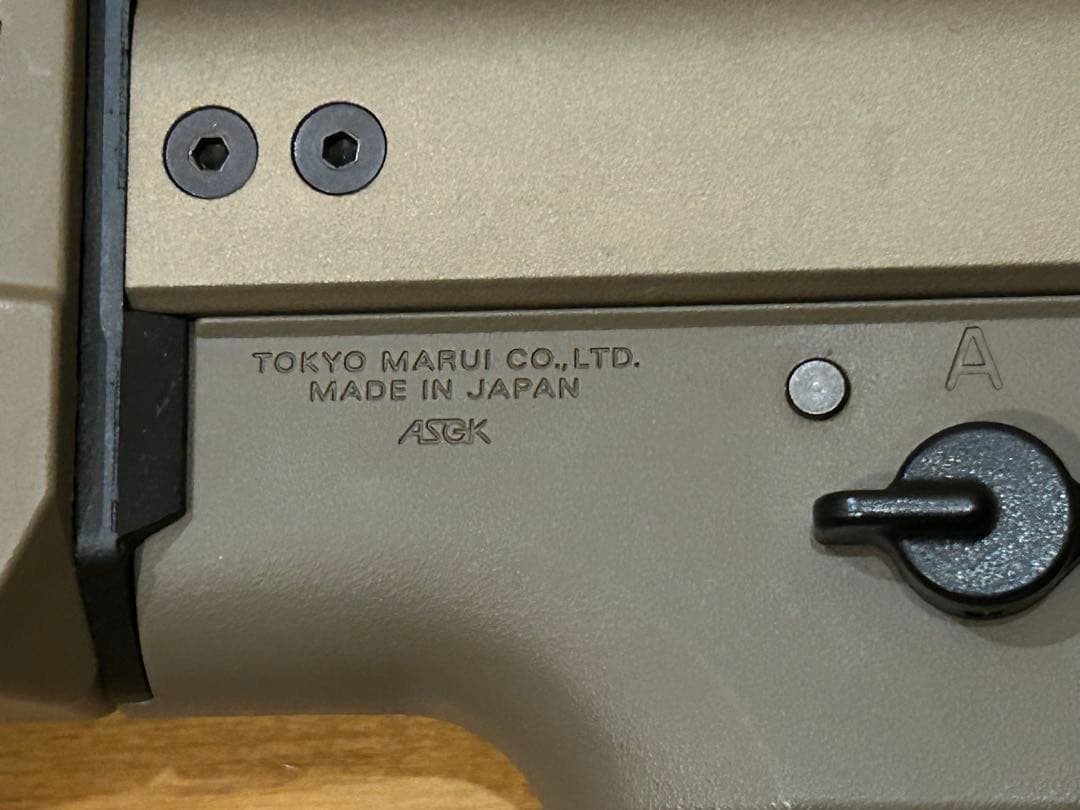 TOKYO MARUI CO.,LTD.
MADE IN JAPAN
ASGK
A